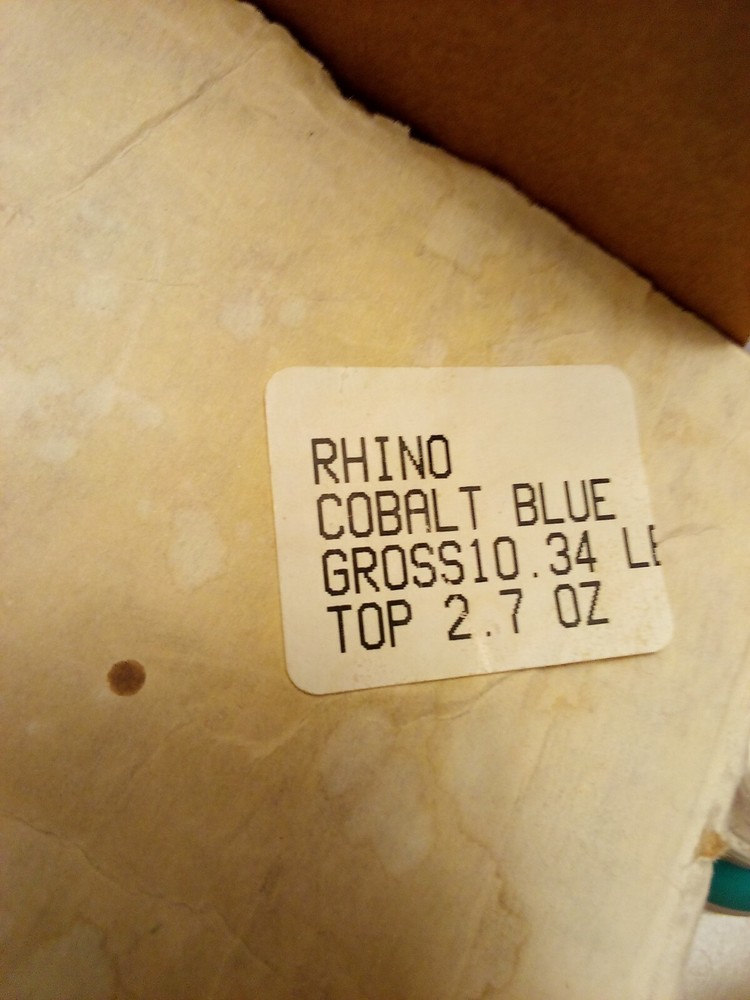 RHINO
COBALT BLUE
GROSS10.34
TOP 2.7 OZ